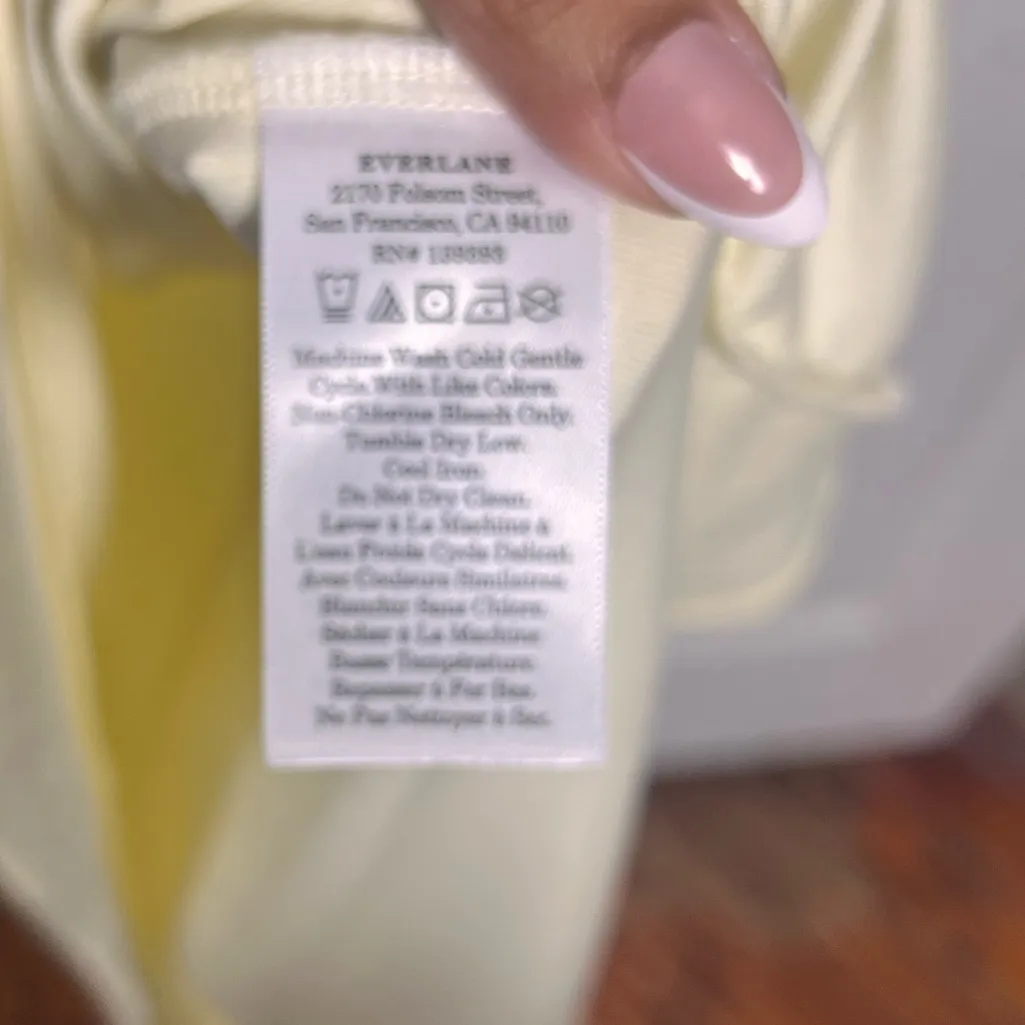 EVERLANE
2170 Folsom Street,
San Francisco, CA 94110
RN#
Machine Wash Cold Gentle
Cycle With Like Colors.
Non-Chlorine Bleach Only.
Tumble Dry Low.
Cool Iron.
Do Not Dry Clean.
Laver à La Machine à
L'eau Froide Cycle Delicat.
Avec Couleurs Similaires.
Blanchir Sans Chlore.
Sécher à La Machine
Basse Température.
Repasser à Fer Bas.
Ne Pas Nettoyer à Sec.